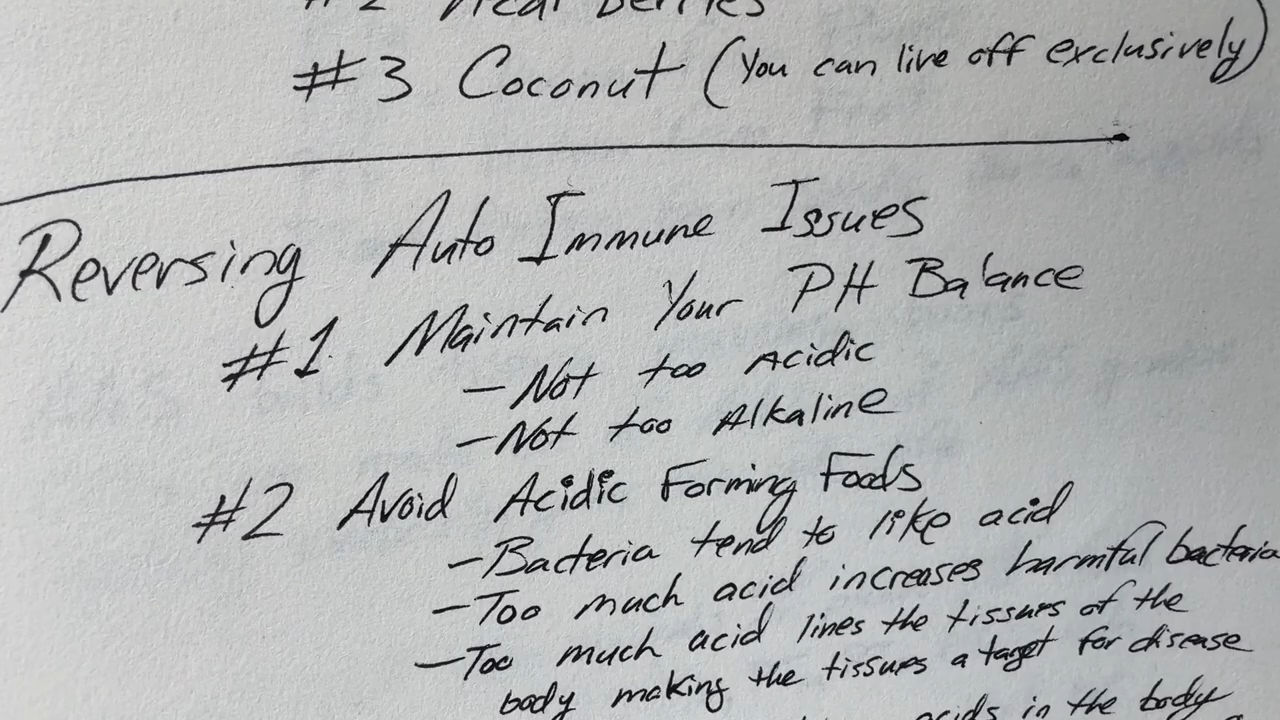 #2 Berries
#3 Coconut (You can live off exclusively)
Reversing Auto Immune Issues
#1 Maintain Your PH Balance
- Not too Acidic
- Not too Alkaline
#2 Avoid Acidic Forming Foods
- Bacteria tend to like acid
- Too much acid increases harmful bacteria
- Too much acid lines the tissues of the
body making the tissues a target for disease
acids in the body